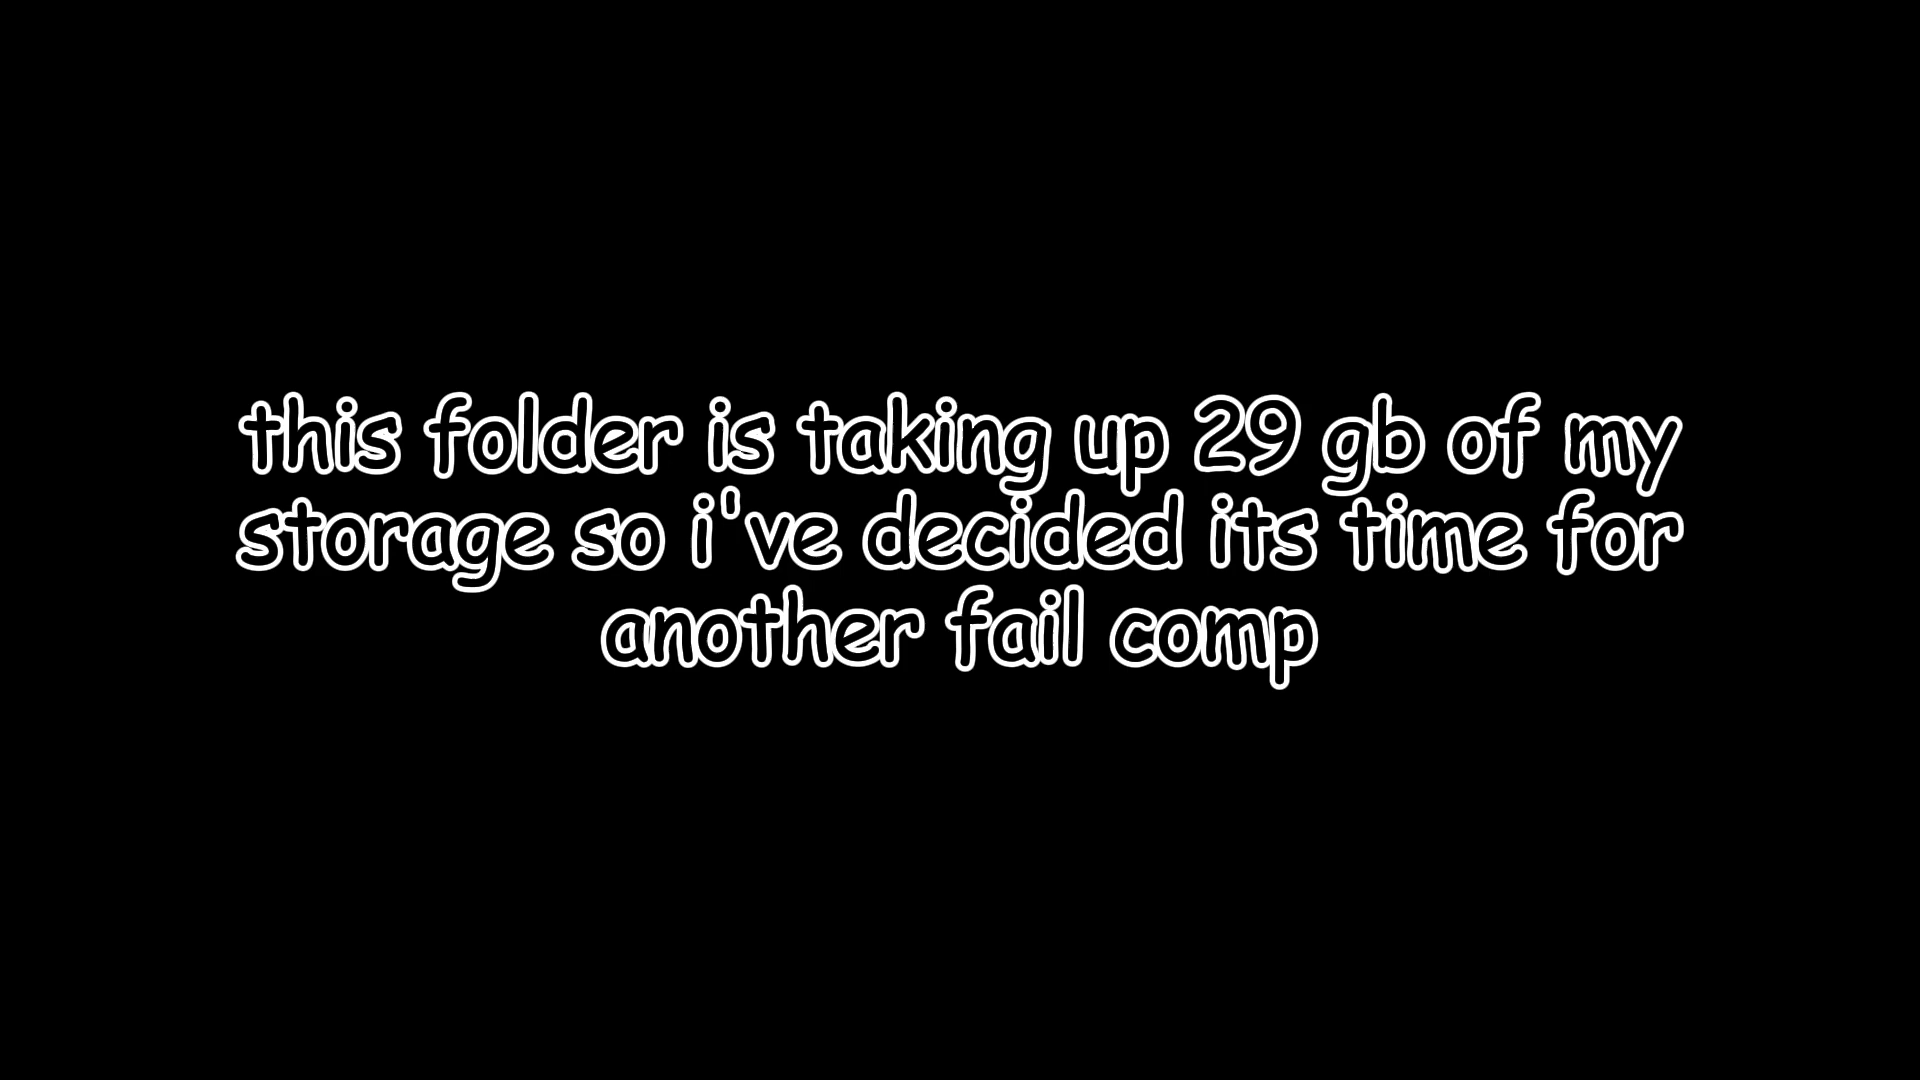 this folder is taking up 29 gb of my
storage so i've decided its time for
another fail comp